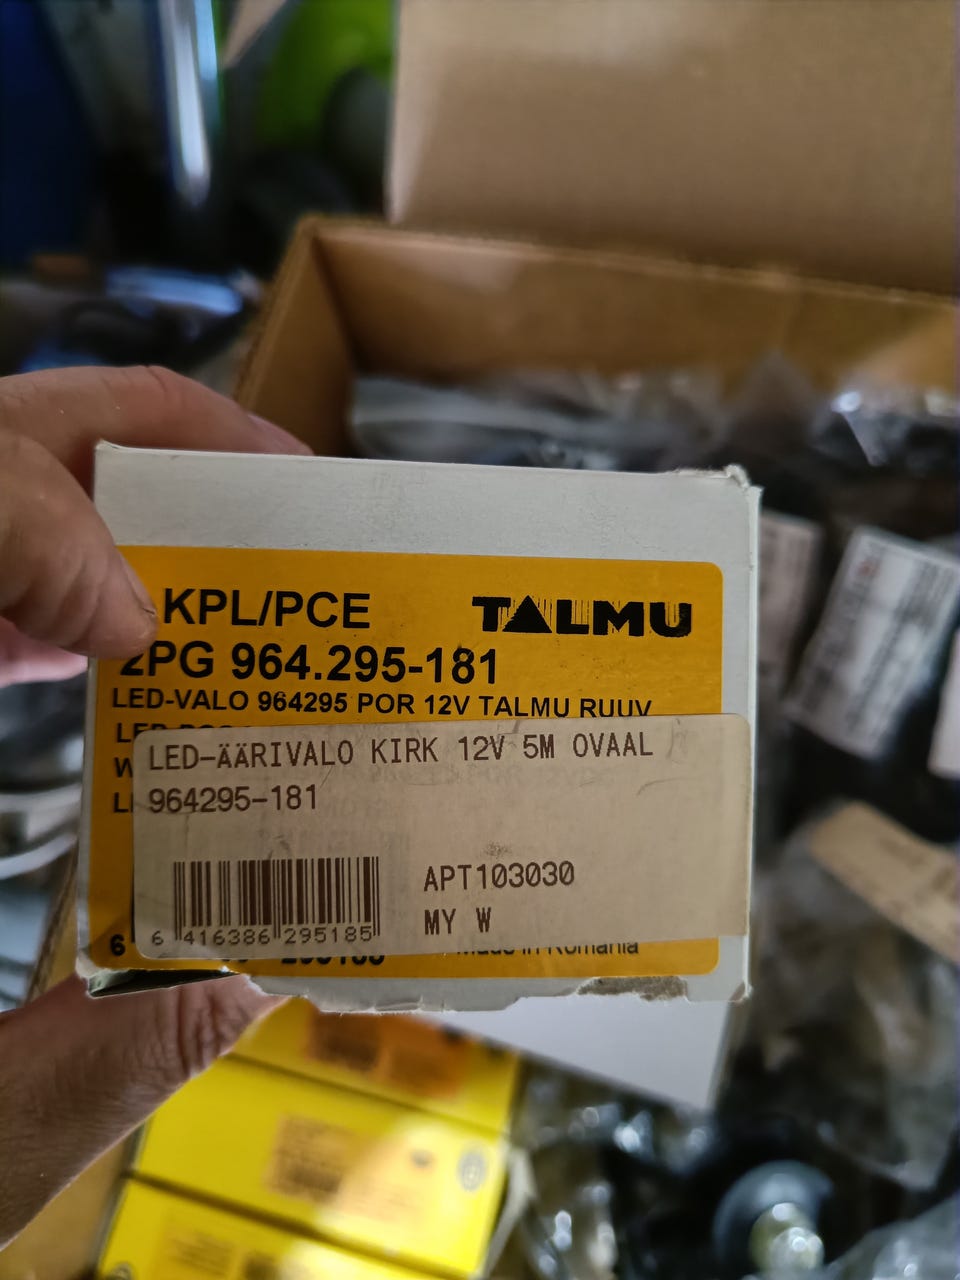 KPL/PCE TALMU
2PG 964.295-181
LED-VALO 964295 POR 12V TALMU RUUV
LED-ÄÄRIVALO KIRK 12V 5M OVAAL
964295-181
APT103030
6 416386 295185
MY W
6
Made in Romania